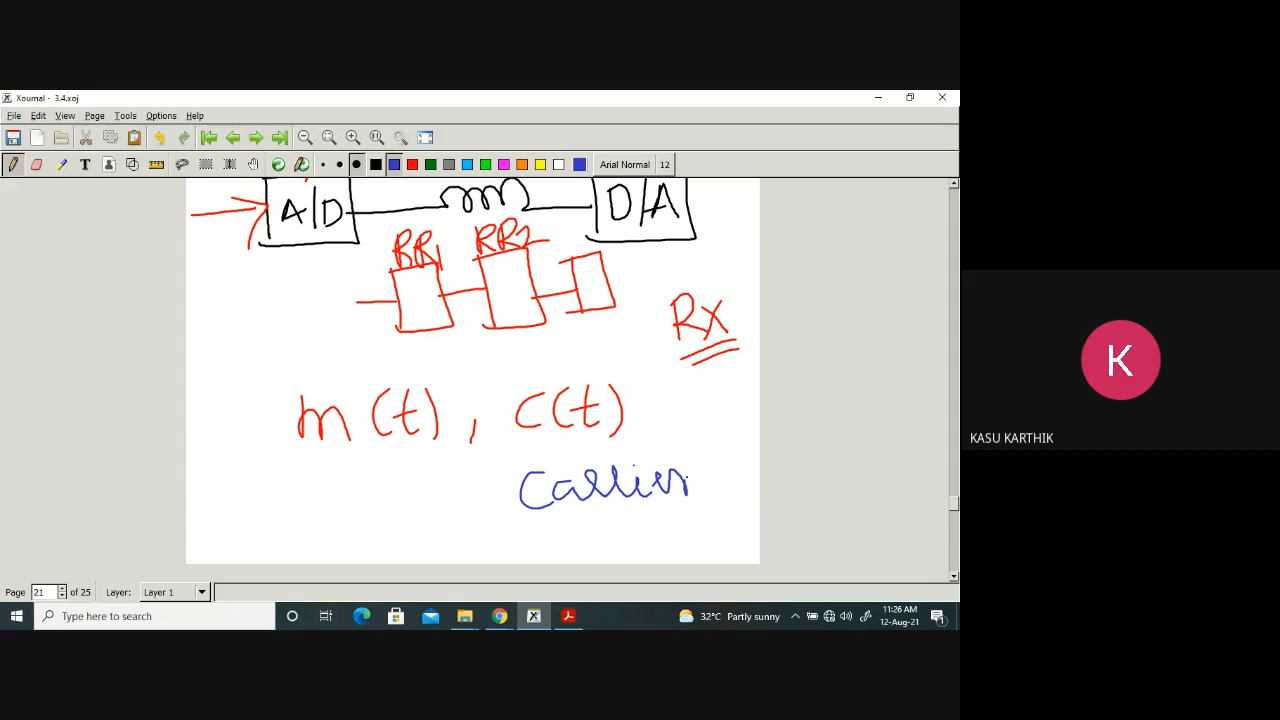 Xournal - 3.4.xoj
File Edit View Page Tools Options Help
Arial Normal 12
A/D D/A
RR1 RR2
Rx
m(t), c(t)
Carrier
Page 21 of 25 Layer: Layer 1
Type here to search
32°C Partly sunny
11:26 AM
12-Aug-21
1
K
KASU KARTHIK